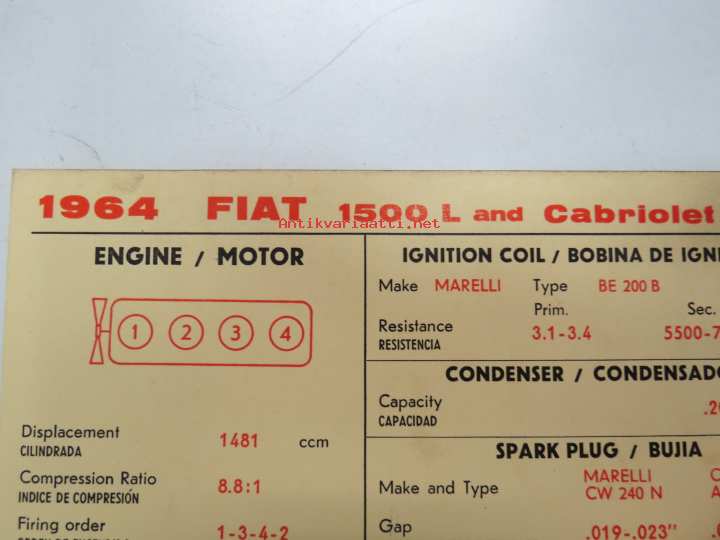 1964 FIAT 1500 L and Cabriolet
Antikvariaatti.net
ENGINE / MOTOR
1 2 3 4
Displacement 1481 ccm
CILINDRADA
Compression Ratio 8.8:1
INDICE DE COMPRESIÓN
Firing order 1-3-4-2
IGNITION COIL / BOBINA DE IGNI
Make MARELLI Type BE 200 B
Prim. Sec.
Resistance 3.1-3.4 5500-7
RESISTENCIA
CONDENSER / CONDENSADO
Capacity .20
CAPACIDAD
SPARK PLUG / BUJIA
MARELLI
Make and Type CW 240 N
Gap .019-.023"